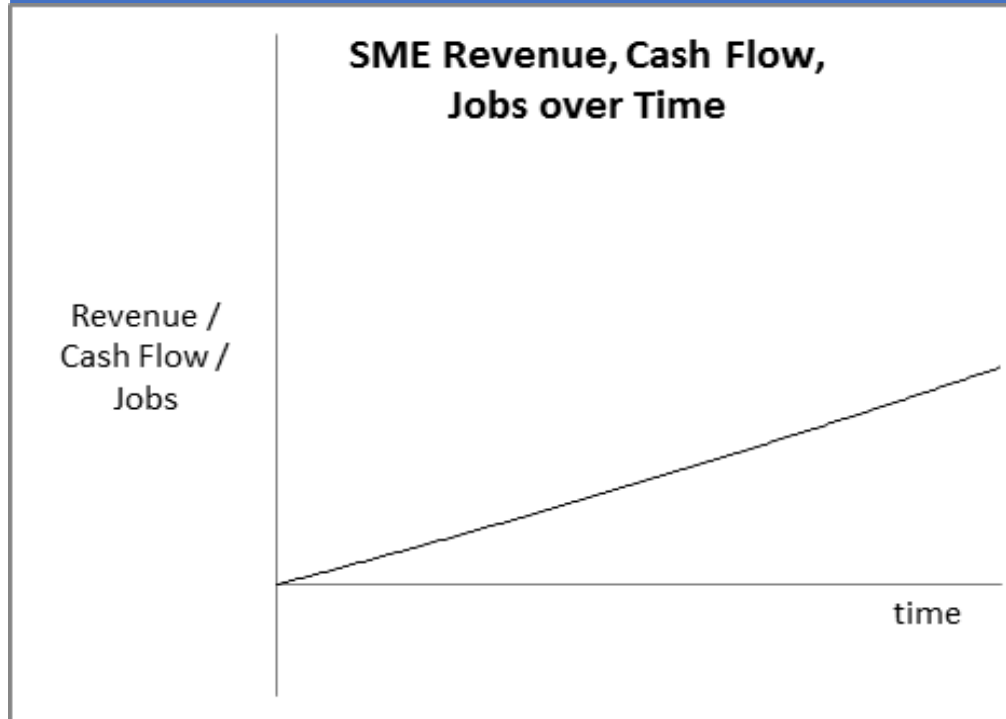 SME Revenue, Cash Flow,
Jobs over Time
Revenue /
Cash Flow /
Jobs
time